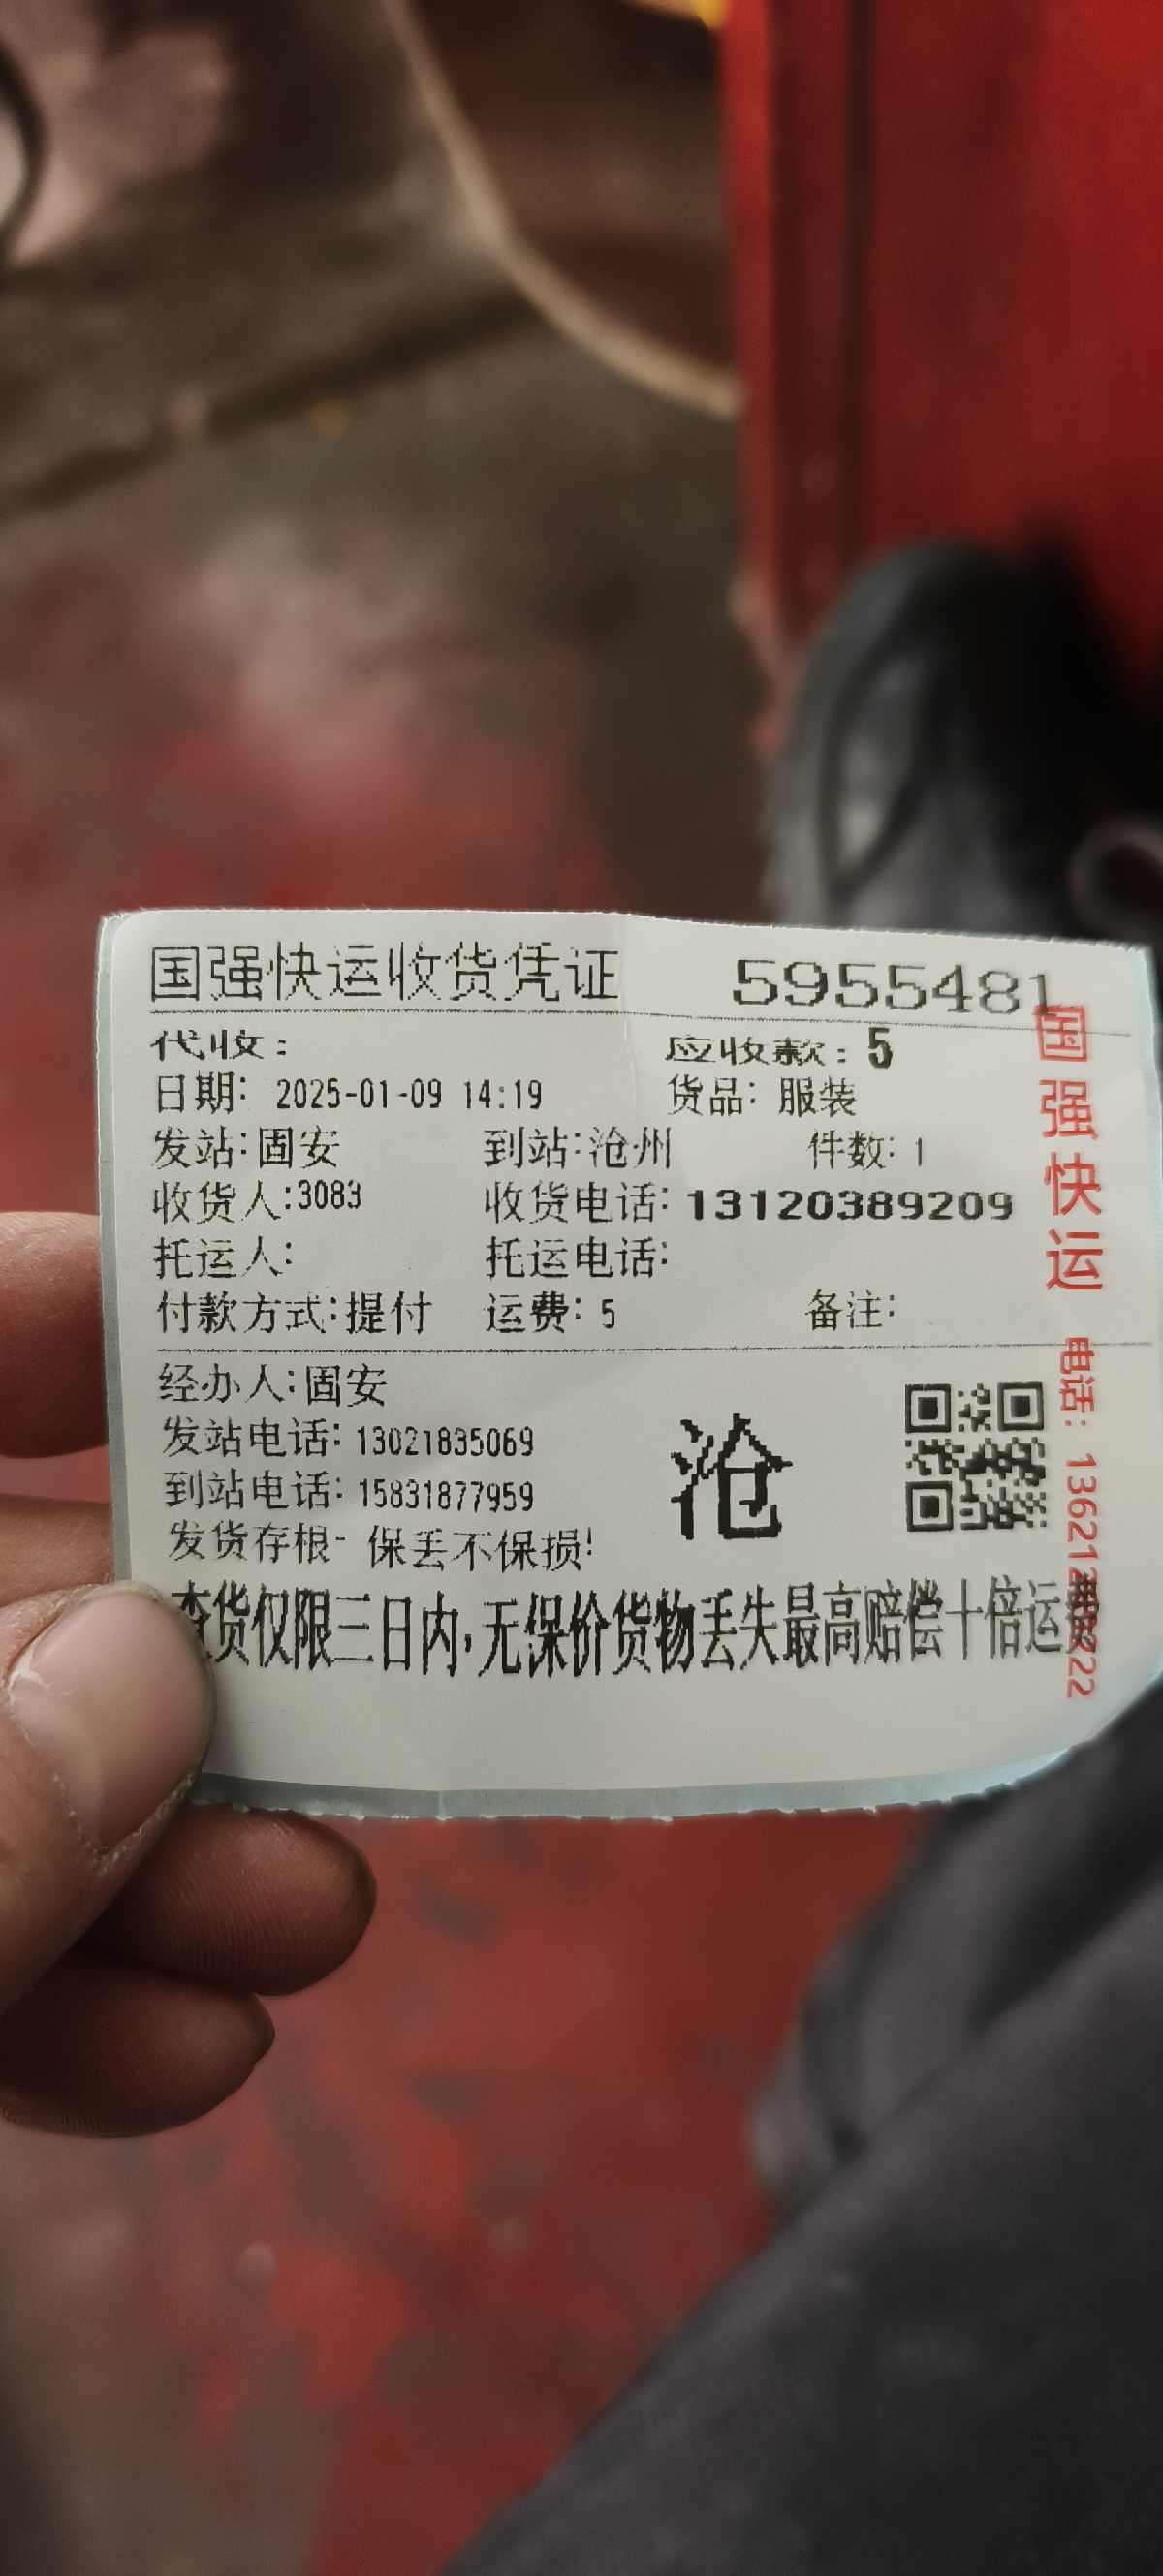 国强快运收货凭证 5955481
代收: 应收款: 5
日期: 2025-01-09 14:19 货品: 服装
发站:固安 到站:沧州 件数: 1
收货人:3083 收货电话: 13120389209
托运人: 托运电话:
付款方式:提付 运费: 5 备注:
经办人:固安
发站电话: 13021835069
到站电话: 15831877959
沧
发货存根- 保丢不保损!
查货仅限三日内,无保价货物丢失最高赔偿十倍运费
国强快运 电话: